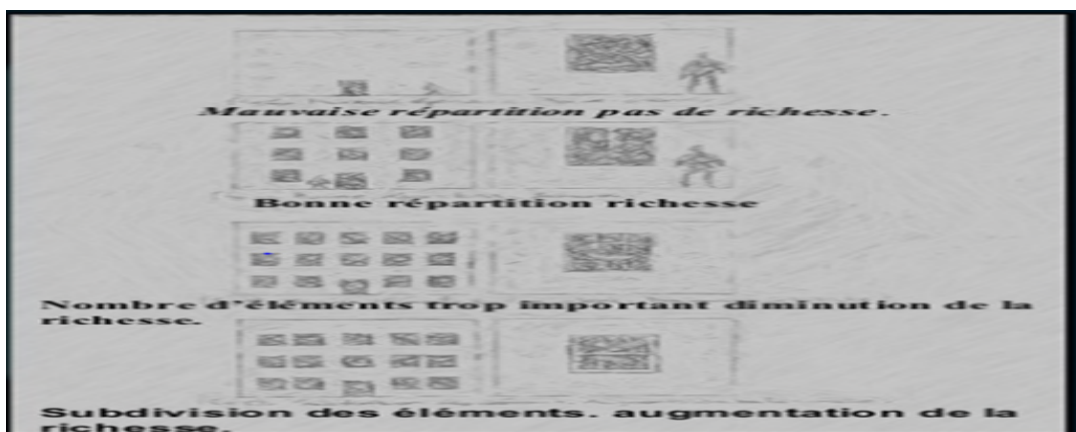 Mauvaise répartition pas de richesse.
Bonne répartition richesse
Nombre d'éléments trop important diminution de la
richesse.
Subdivision des éléments. augmentation de la
richesse.